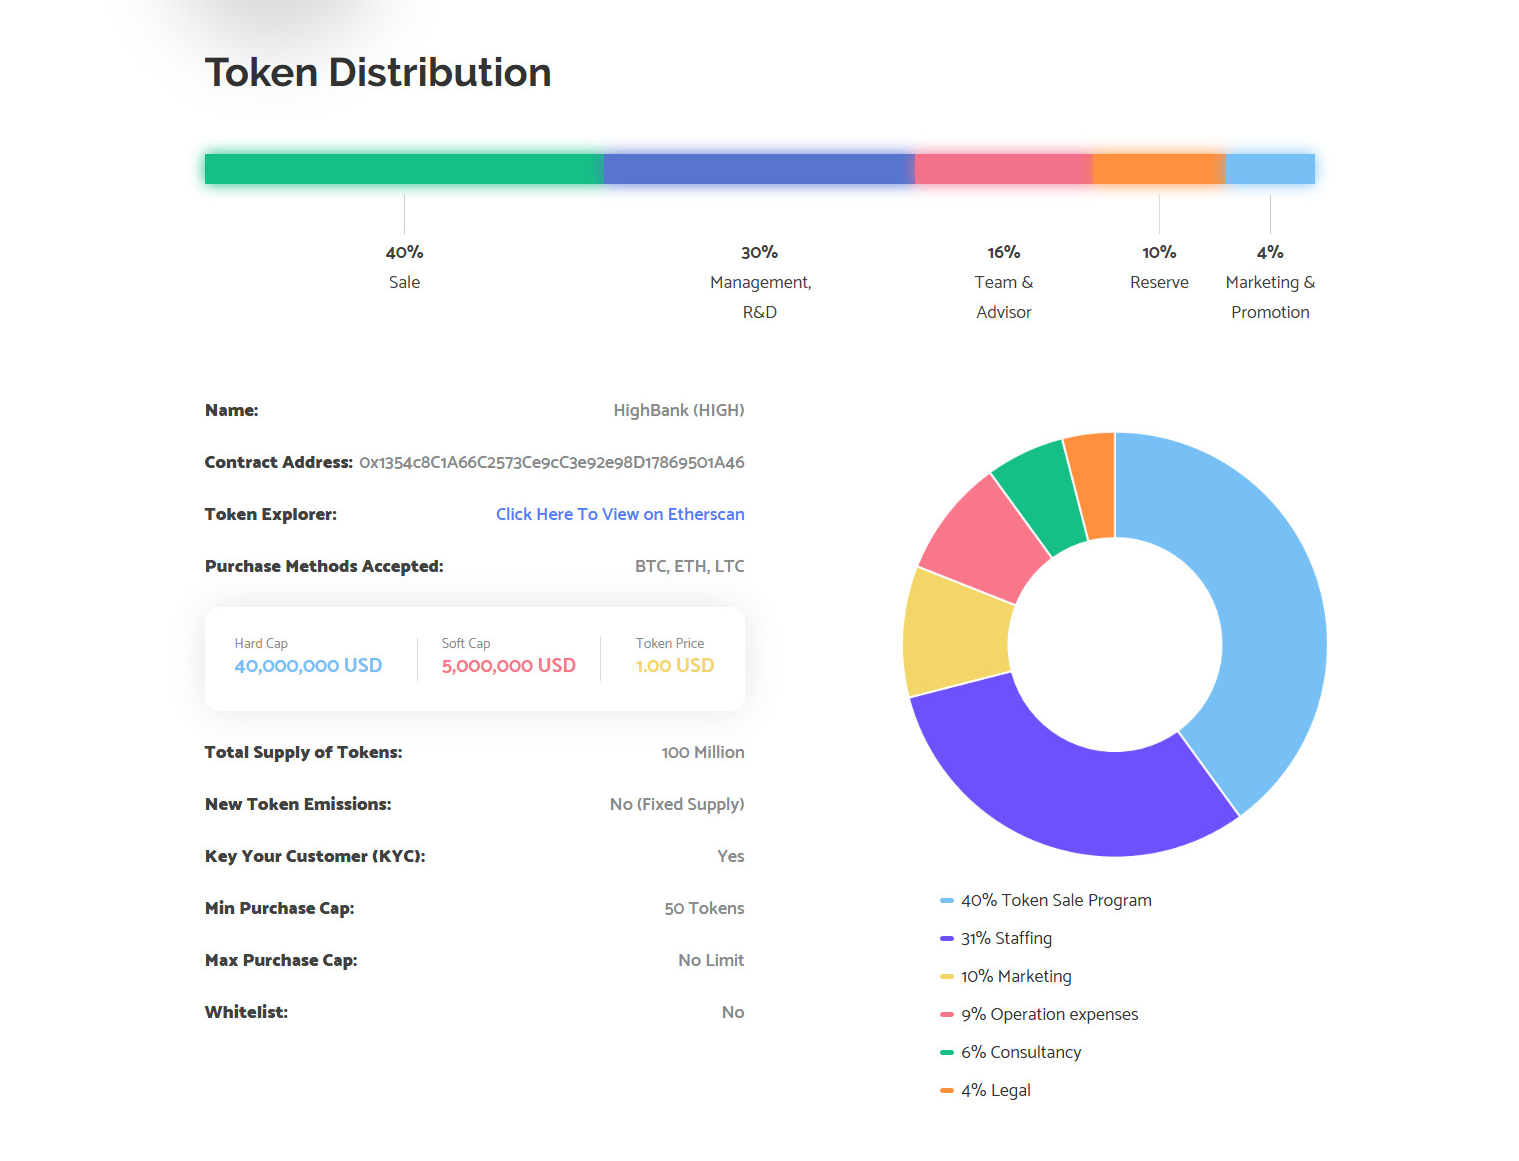 Token Distribution
40%
Sale
30%
Management,
R&D
16%
Team &
Advisor
10%
Reserve
4%
Marketing &
Promotion
Name: HighBank (HIGH)
Contract Address: 0x1354c8C1A66C2573Ce9cC3e92e98D17869501A46
Token Explorer: Click Here To View on Etherscan
Purchase Methods Accepted: BTC, ETH, LTC
Hard Cap
40,000,000 USD
Soft Cap
5,000,000 USD
Token Price
1.00 USD
Total Supply of Tokens: 100 Million
New Token Emissions: No (Fixed Supply)
Key Your Customer (KYC): Yes
Min Purchase Cap: 50 Tokens
Max Purchase Cap: No Limit
Whitelist: No
40% Token Sale Program
31% Staffing
10% Marketing
9% Operation expenses
6% Consultancy
4% Legal